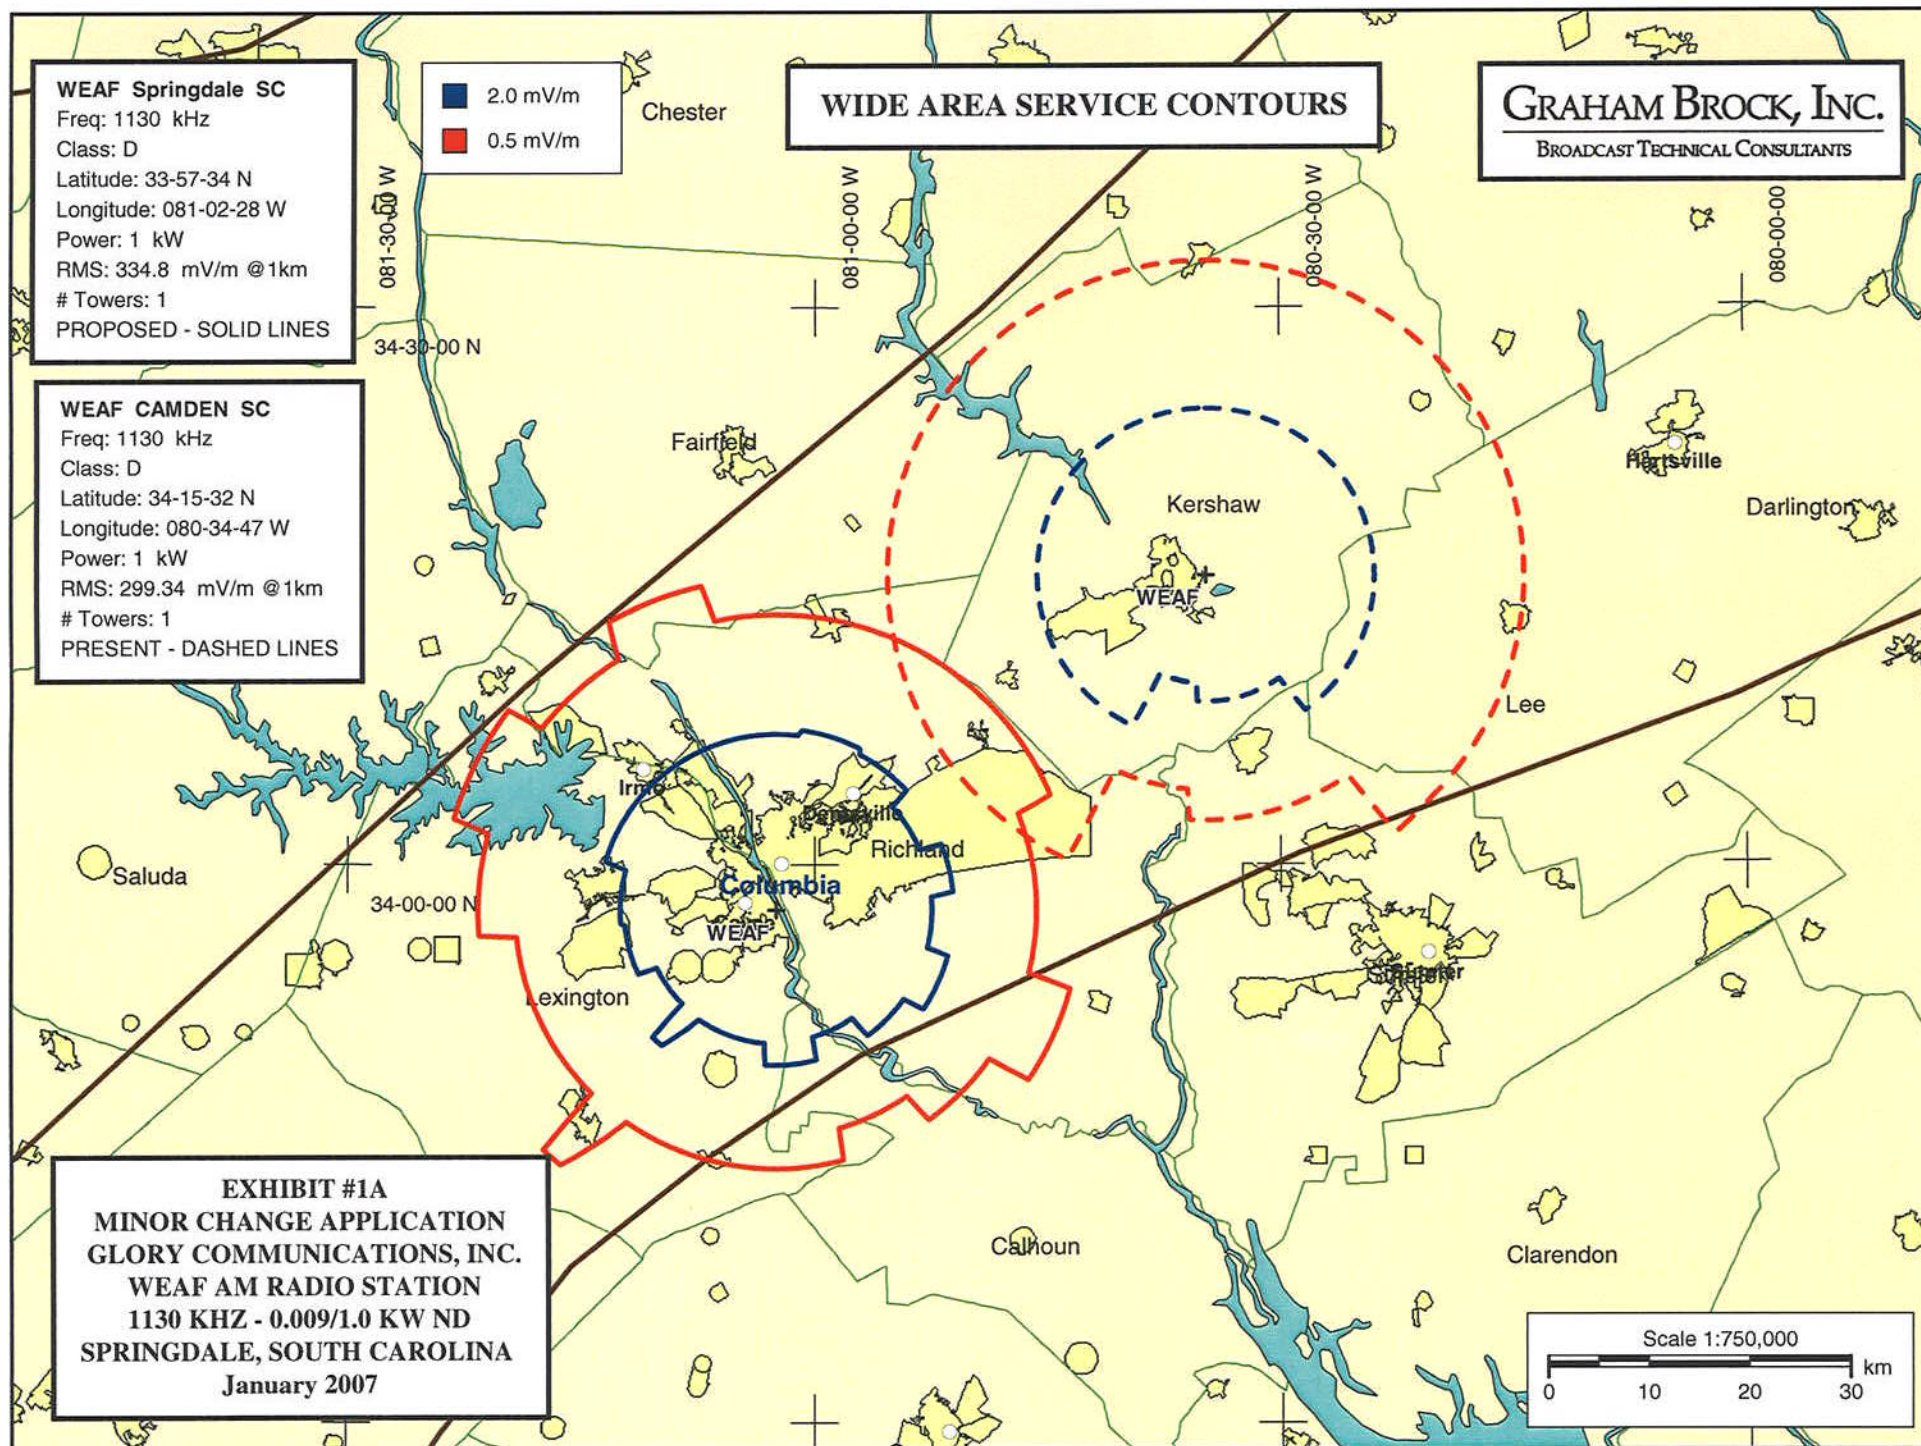 WEAF Springdale SC
Freq: 1130 kHz
Class: D
Latitude: 33-57-34 N
Longitude: 081-02-28 W
Power: 1 kW
RMS: 334.8 mV/m @1km
# Towers: 1
PROPOSED - SOLID LINES
WEAF CAMDEN SC
Freq: 1130 kHz
Class: D
Latitude: 34-15-32 N
Longitude: 080-34-47 W
Power: 1 kW
RMS: 299.34 mV/m @1km
# Towers: 1
PRESENT - DASHED LINES
2.0 mV/m
0.5 mV/m
WIDE AREA SERVICE CONTOURS
GRAHAM BROCK, INC.
BROADCAST TECHNICAL CONSULTANTS
Chester
081-30-00 W
081-00-00 W
080-30-00 W
080-00-00
34-30-00 N
Fairfield
Kershaw
WEAF
Hartsville
Darlington
Lee
Irmo
Richland
Columbia
WEAF
Saluda
34-00-00 N
Lexington
Sumter
Calhoun
Clarendon
EXHIBIT #1A
MINOR CHANGE APPLICATION
GLORY COMMUNICATIONS, INC.
WEAF AM RADIO STATION
1130 KHZ - 0.009/1.0 KW ND
SPRINGDALE, SOUTH CAROLINA
January 2007
Scale 1:750,000
km
0 10 20 30